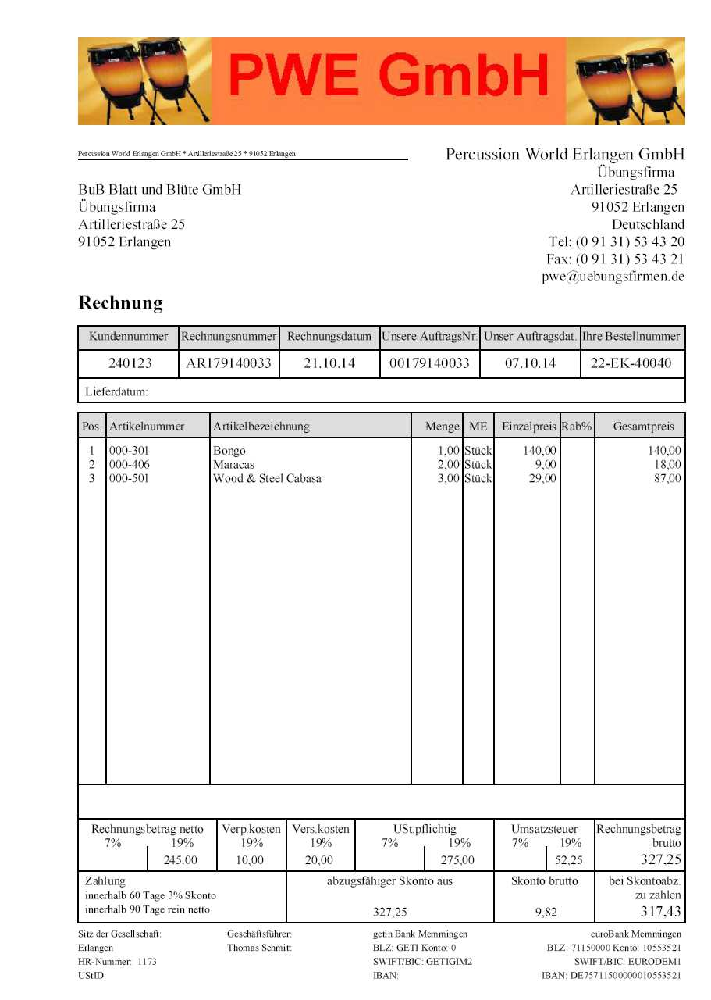 PWE GmbH
Percussion World Erlangen GmbH * Artilleriestraße 25 * 91052 Erlangen
Percussion World Erlangen GmbH
Übungsfirma
Artilleriestraße 25
91052 Erlangen
Deutschland
Tel: (0 91 31) 53 43 20
Fax: (0 91 31) 53 43 21
pwe@uebungsfirmen.de
BuB Blatt und Blüte GmbH
Übungsfirma
Artilleriestraße 25
91052 Erlangen
Rechnung
Kundennummer Rechnungsnummer Rechnungsdatum Unsere AuftragsNr. Unser Auftragsdat. Ihre Bestellnummer
240123 AR179140033 21.10.14 00179140033 07.10.14 22-EK-40040
Lieferdatum:
Pos. Artikelnummer Artikelbezeichnung Menge ME Einzelpreis Rab% Gesamtpreis
1 000-301 Bongo 1,00 Stück 140,00 140,00
2 000-406 Maracas 2,00 Stück 9,00 18,00
3 000-501 Wood & Steel Cabasa 3,00 Stück 29,00 87,00
Rechnungsbetrag netto Verp.kosten Vers.kosten USt.pflichtig Umsatzsteuer Rechnungsbetrag
7% 19% 19% 19% 7% 19% 7% 19% brutto
245.00 10,00 20,00 275,00 52,25 327,25
Zahlung abzugsfähiger Skonto aus Skonto brutto bei Skontoabz.
innerhalb 60 Tage 3% Skonto zu zahlen
innerhalb 90 Tage rein netto 327,25 9,82 317,43
Sitz der Gesellschaft: Geschäftsführer: getin Bank Memmingen euroBank Memmingen
Erlangen Thomas Schmitt BLZ: GETI Konto: 0 BLZ: 71150000 Konto: 10553521
HR-Nummer: 1173 SWIFT/BIC: GETIGIM2 SWIFT/BIC: EURODEM1
UStID: IBAN: IBAN: DE75711500000010553521